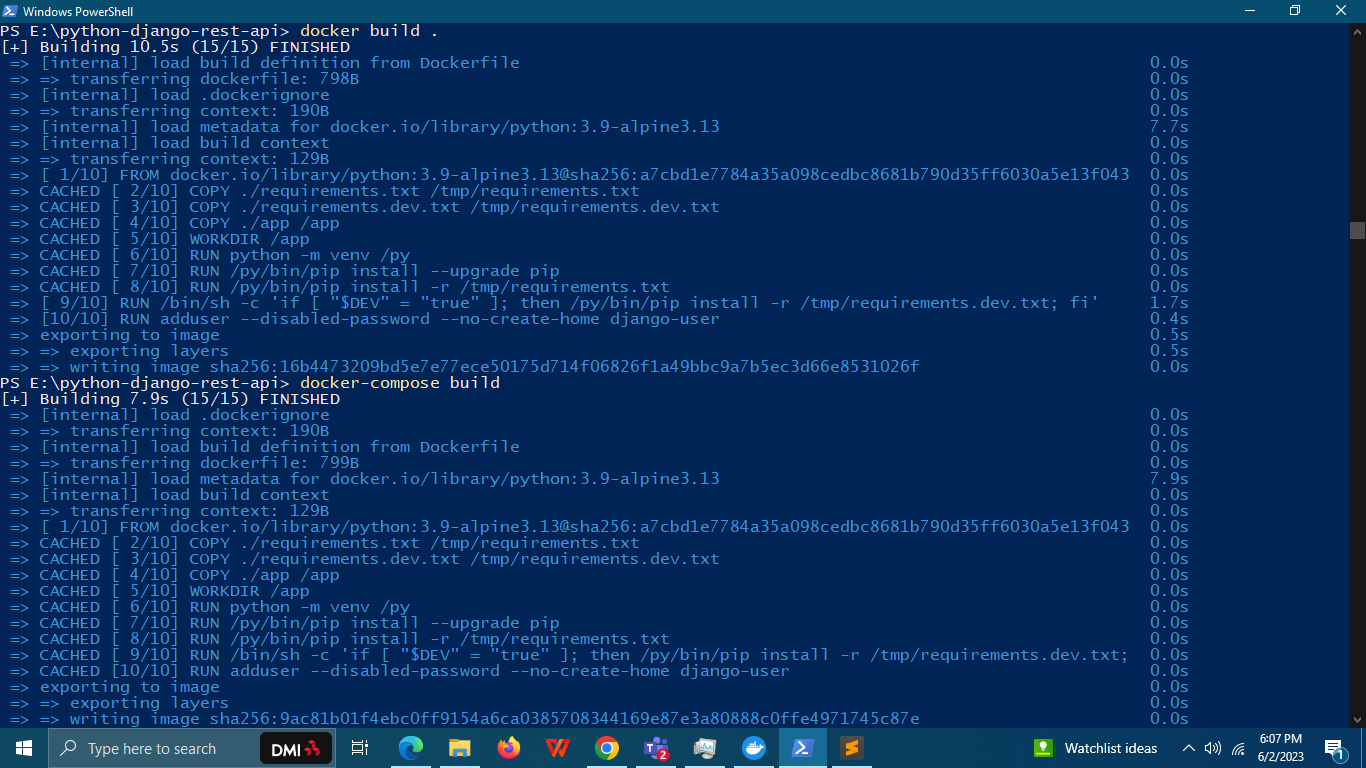 Windows PowerShell
PS E:\python-django-rest-api> docker build .
[+] Building 10.5s (15/15) FINISHED
=> [internal] load build definition from Dockerfile 0.0s
=> => transferring dockerfile: 798B 0.0s
=> [internal] load .dockerignore 0.0s
=> => transferring context: 190B 0.0s
=> [internal] load metadata for docker.io/library/python:3.9-alpine3.13 7.7s
=> [internal] load build context 0.0s
=> => transferring context: 129B 0.0s
=> [ 1/10] FROM docker.io/library/python:3.9-alpine3.13@sha256:a7cbd1e7784a35a098cedbc8681b790d35ff6030a5e13f043 0.0s
=> CACHED [ 2/10] COPY ./requirements.txt /tmp/requirements.txt 0.0s
=> CACHED [ 3/10] COPY ./requirements.dev.txt /tmp/requirements.dev.txt 0.0s
=> CACHED [ 4/10] COPY ./app /app 0.0s
=> CACHED [ 5/10] WORKDIR /app 0.0s
=> CACHED [ 6/10] RUN python -m venv /py 0.0s
=> CACHED [ 7/10] RUN /py/bin/pip install --upgrade pip 0.0s
=> CACHED [ 8/10] RUN /py/bin/pip install -r /tmp/requirements.txt 0.0s
=> [ 9/10] RUN /bin/sh -c 'if [ "$DEV" = "true" ]; then /py/bin/pip install -r /tmp/requirements.dev.txt; fi' 1.7s
=> [10/10] RUN adduser --disabled-password --no-create-home django-user 0.4s
=> exporting to image 0.5s
=> => exporting layers 0.5s
=> => writing image sha256:16b4473209bd5e7e77ece50175d714f06826f1a49bbc9a7b5ec3d66e8531026f 0.0s
PS E:\python-django-rest-api> docker-compose build
[+] Building 7.9s (15/15) FINISHED
=> [internal] load .dockerignore 0.0s
=> => transferring context: 190B 0.0s
=> [internal] load build definition from Dockerfile 0.0s
=> => transferring dockerfile: 799B 0.0s
=> [internal] load metadata for docker.io/library/python:3.9-alpine3.13 7.9s
=> [internal] load build context 0.0s
=> => transferring context: 129B 0.0s
=> [ 1/10] FROM docker.io/library/python:3.9-alpine3.13@sha256:a7cbd1e7784a35a098cedbc8681b790d35ff6030a5e13f043 0.0s
=> CACHED [ 2/10] COPY ./requirements.txt /tmp/requirements.txt 0.0s
=> CACHED [ 3/10] COPY ./requirements.dev.txt /tmp/requirements.dev.txt 0.0s
=> CACHED [ 4/10] COPY ./app /app 0.0s
=> CACHED [ 5/10] WORKDIR /app 0.0s
=> CACHED [ 6/10] RUN python -m venv /py 0.0s
=> CACHED [ 7/10] RUN /py/bin/pip install --upgrade pip 0.0s
=> CACHED [ 8/10] RUN /py/bin/pip install -r /tmp/requirements.txt 0.0s
=> CACHED [ 9/10] RUN /bin/sh -c 'if [ "$DEV" = "true" ]; then /py/bin/pip install -r /tmp/requirements.dev.txt; 0.0s
=> CACHED [10/10] RUN adduser --disabled-password --no-create-home django-user 0.0s
=> exporting to image 0.0s
=> => exporting layers 0.0s
=> => writing image sha256:9ac81b01f4ebc0ff9154a6ca0385708344169e87e3a80888c0ffe4971745c87e 0.0s
Type here to search DMI 2 Watchlist ideas 6:07 PM 1
6/2/2023